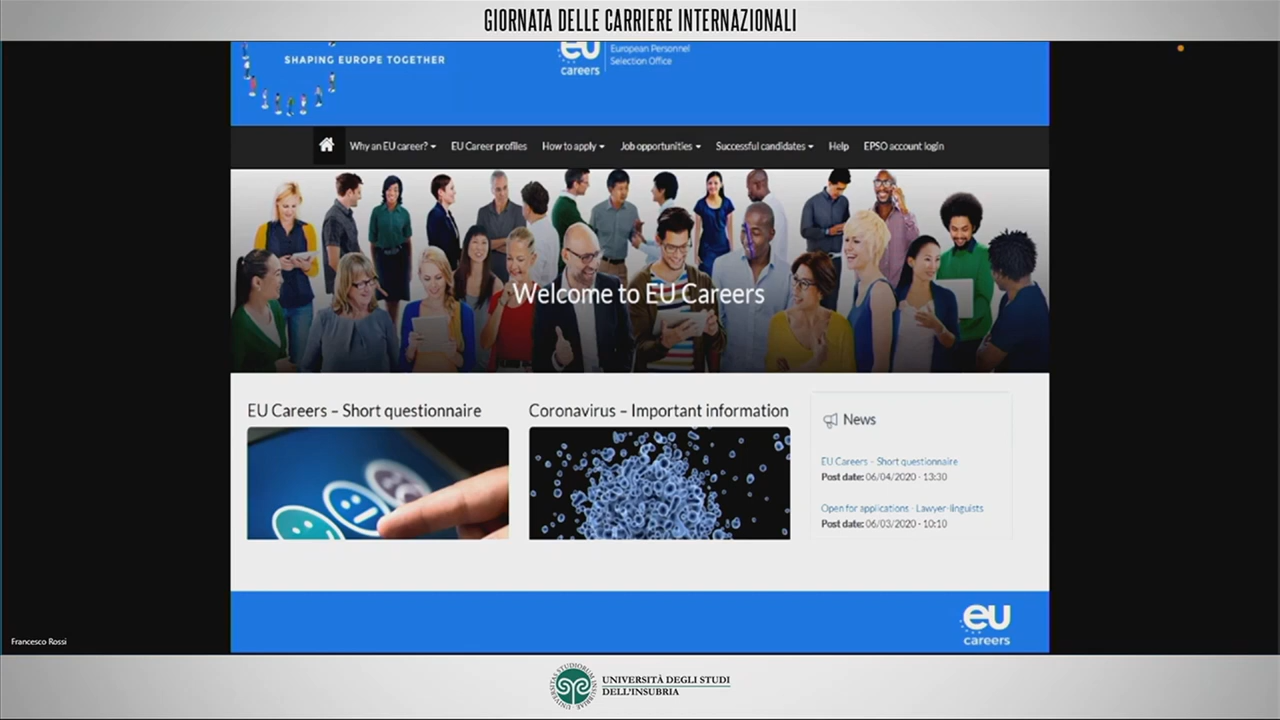 GIORNATA DELLE CARRIERE INTERNAZIONALI
SHAPING EUROPE TOGETHER
eu
careers
European Personnel
Selection Office
Why an EU career?
EU Career profiles
How to apply
Job opportunities
Successful candidates
Help
EPSO account login
Welcome to EU Careers
EU Careers – Short questionnaire
Coronavirus – Important information
News
EU Careers - Short questionnaire
Post date: 06/04/2020 - 13:30
Open for applications - Lawyer-linguists
Post date: 06/03/2020 - 10:10
eu
careers
Francesco Rossi
UNIVERSITÀ DEGLI STUDI
DELL'INSUBRIA